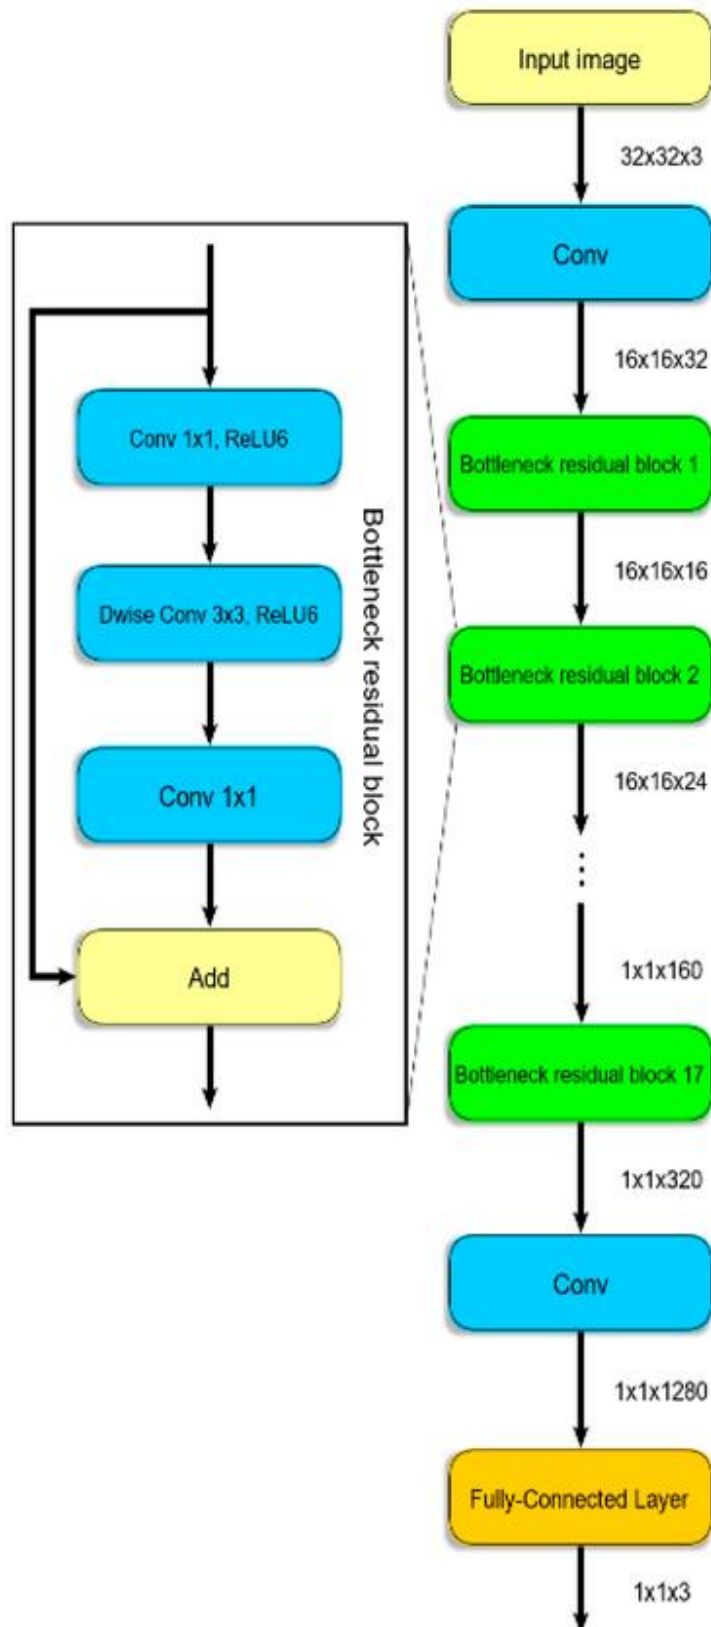 Input image
32x32x3
Conv
16x16x32
Bottleneck residual block 1
16x16x16
Bottleneck residual block 2
16x16x24
1x1x160
Bottleneck residual block 17
1x1x320
Conv
1x1x1280
Fully-Connected Layer
1x1x3
Conv 1x1, ReLU6
Dwise Conv 3x3, ReLU6
Conv 1x1
Add
Bottleneck residual block